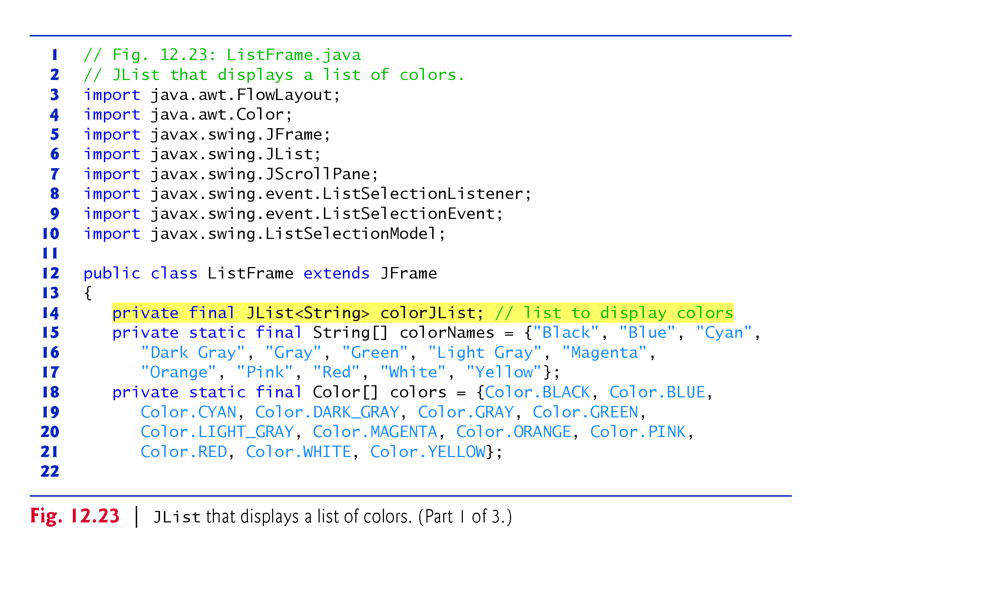 1 // Fig. 12.23: ListFrame.java
2 // JList that displays a list of colors.
3 import java.awt.FlowLayout;
4 import java.awt.Color;
5 import javax.swing.JFrame;
6 import javax.swing.JList;
7 import javax.swing.JScrollPane;
8 import javax.swing.event.ListSelectionListener;
9 import javax.swing.event.ListSelectionEvent;
10 import javax.swing.ListSelectionModel;
11
12 public class ListFrame extends JFrame
13 {
14    private final JList<String> colorJList; // list to display colors
15    private static final String[] colorNames = {"Black", "Blue", "Cyan",
16       "Dark Gray", "Gray", "Green", "Light Gray", "Magenta",
17       "Orange", "Pink", "Red", "White", "Yellow"};
18    private static final Color[] colors = {Color.BLACK, Color.BLUE,
19       Color.CYAN, Color.DARK_GRAY, Color.GRAY, Color.GREEN,
20       Color.LIGHT_GRAY, Color.MAGENTA, Color.ORANGE, Color.PINK,
21       Color.RED, Color.WHITE, Color.YELLOW};
22
Fig. 12.23 | JList that displays a list of colors. (Part 1 of 3.)